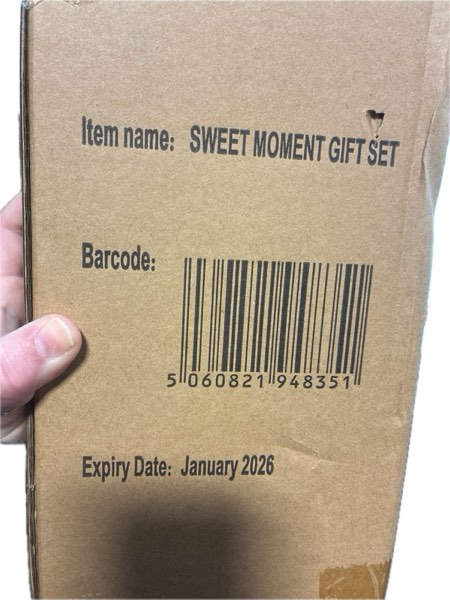 Item name: SWEET MOMENT GIFT SET
Barcode:
5 060821 948351
Expiry Date: January 2026